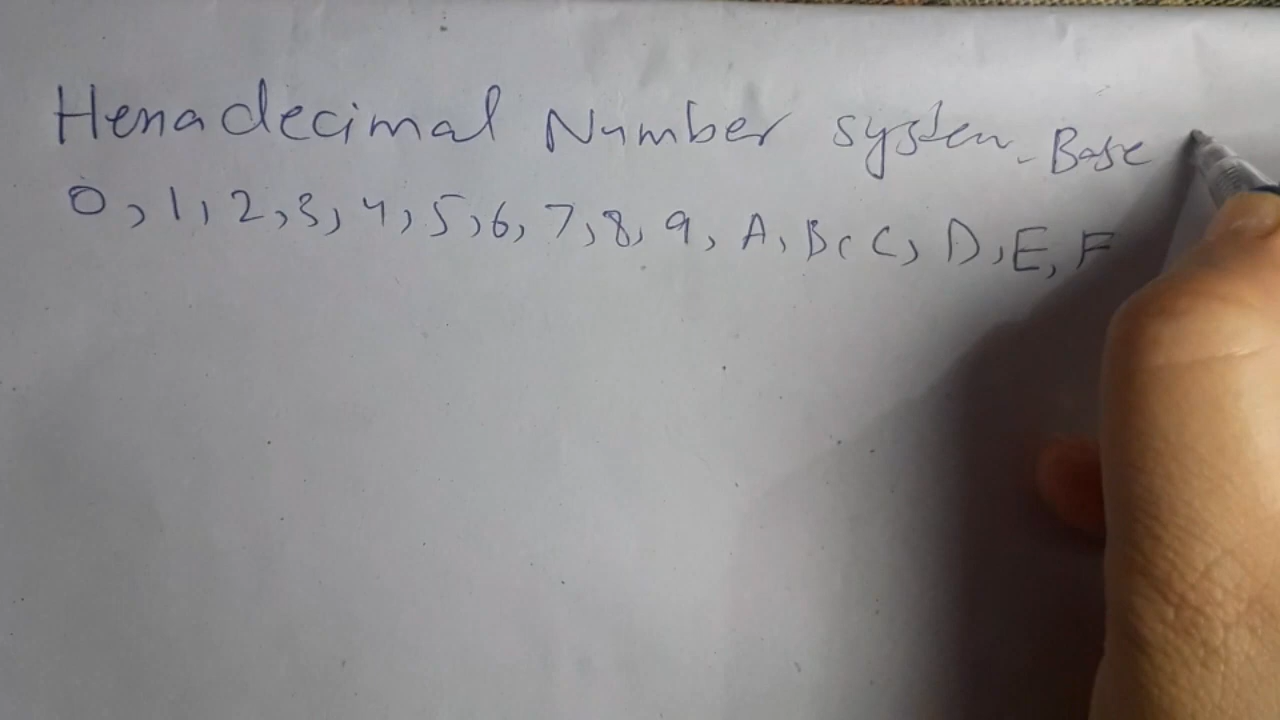 Hexadecimal Number system - Base
0, 1, 2, 3, 4, 5, 6, 7, 8, 9, A, B, C, D, E, F